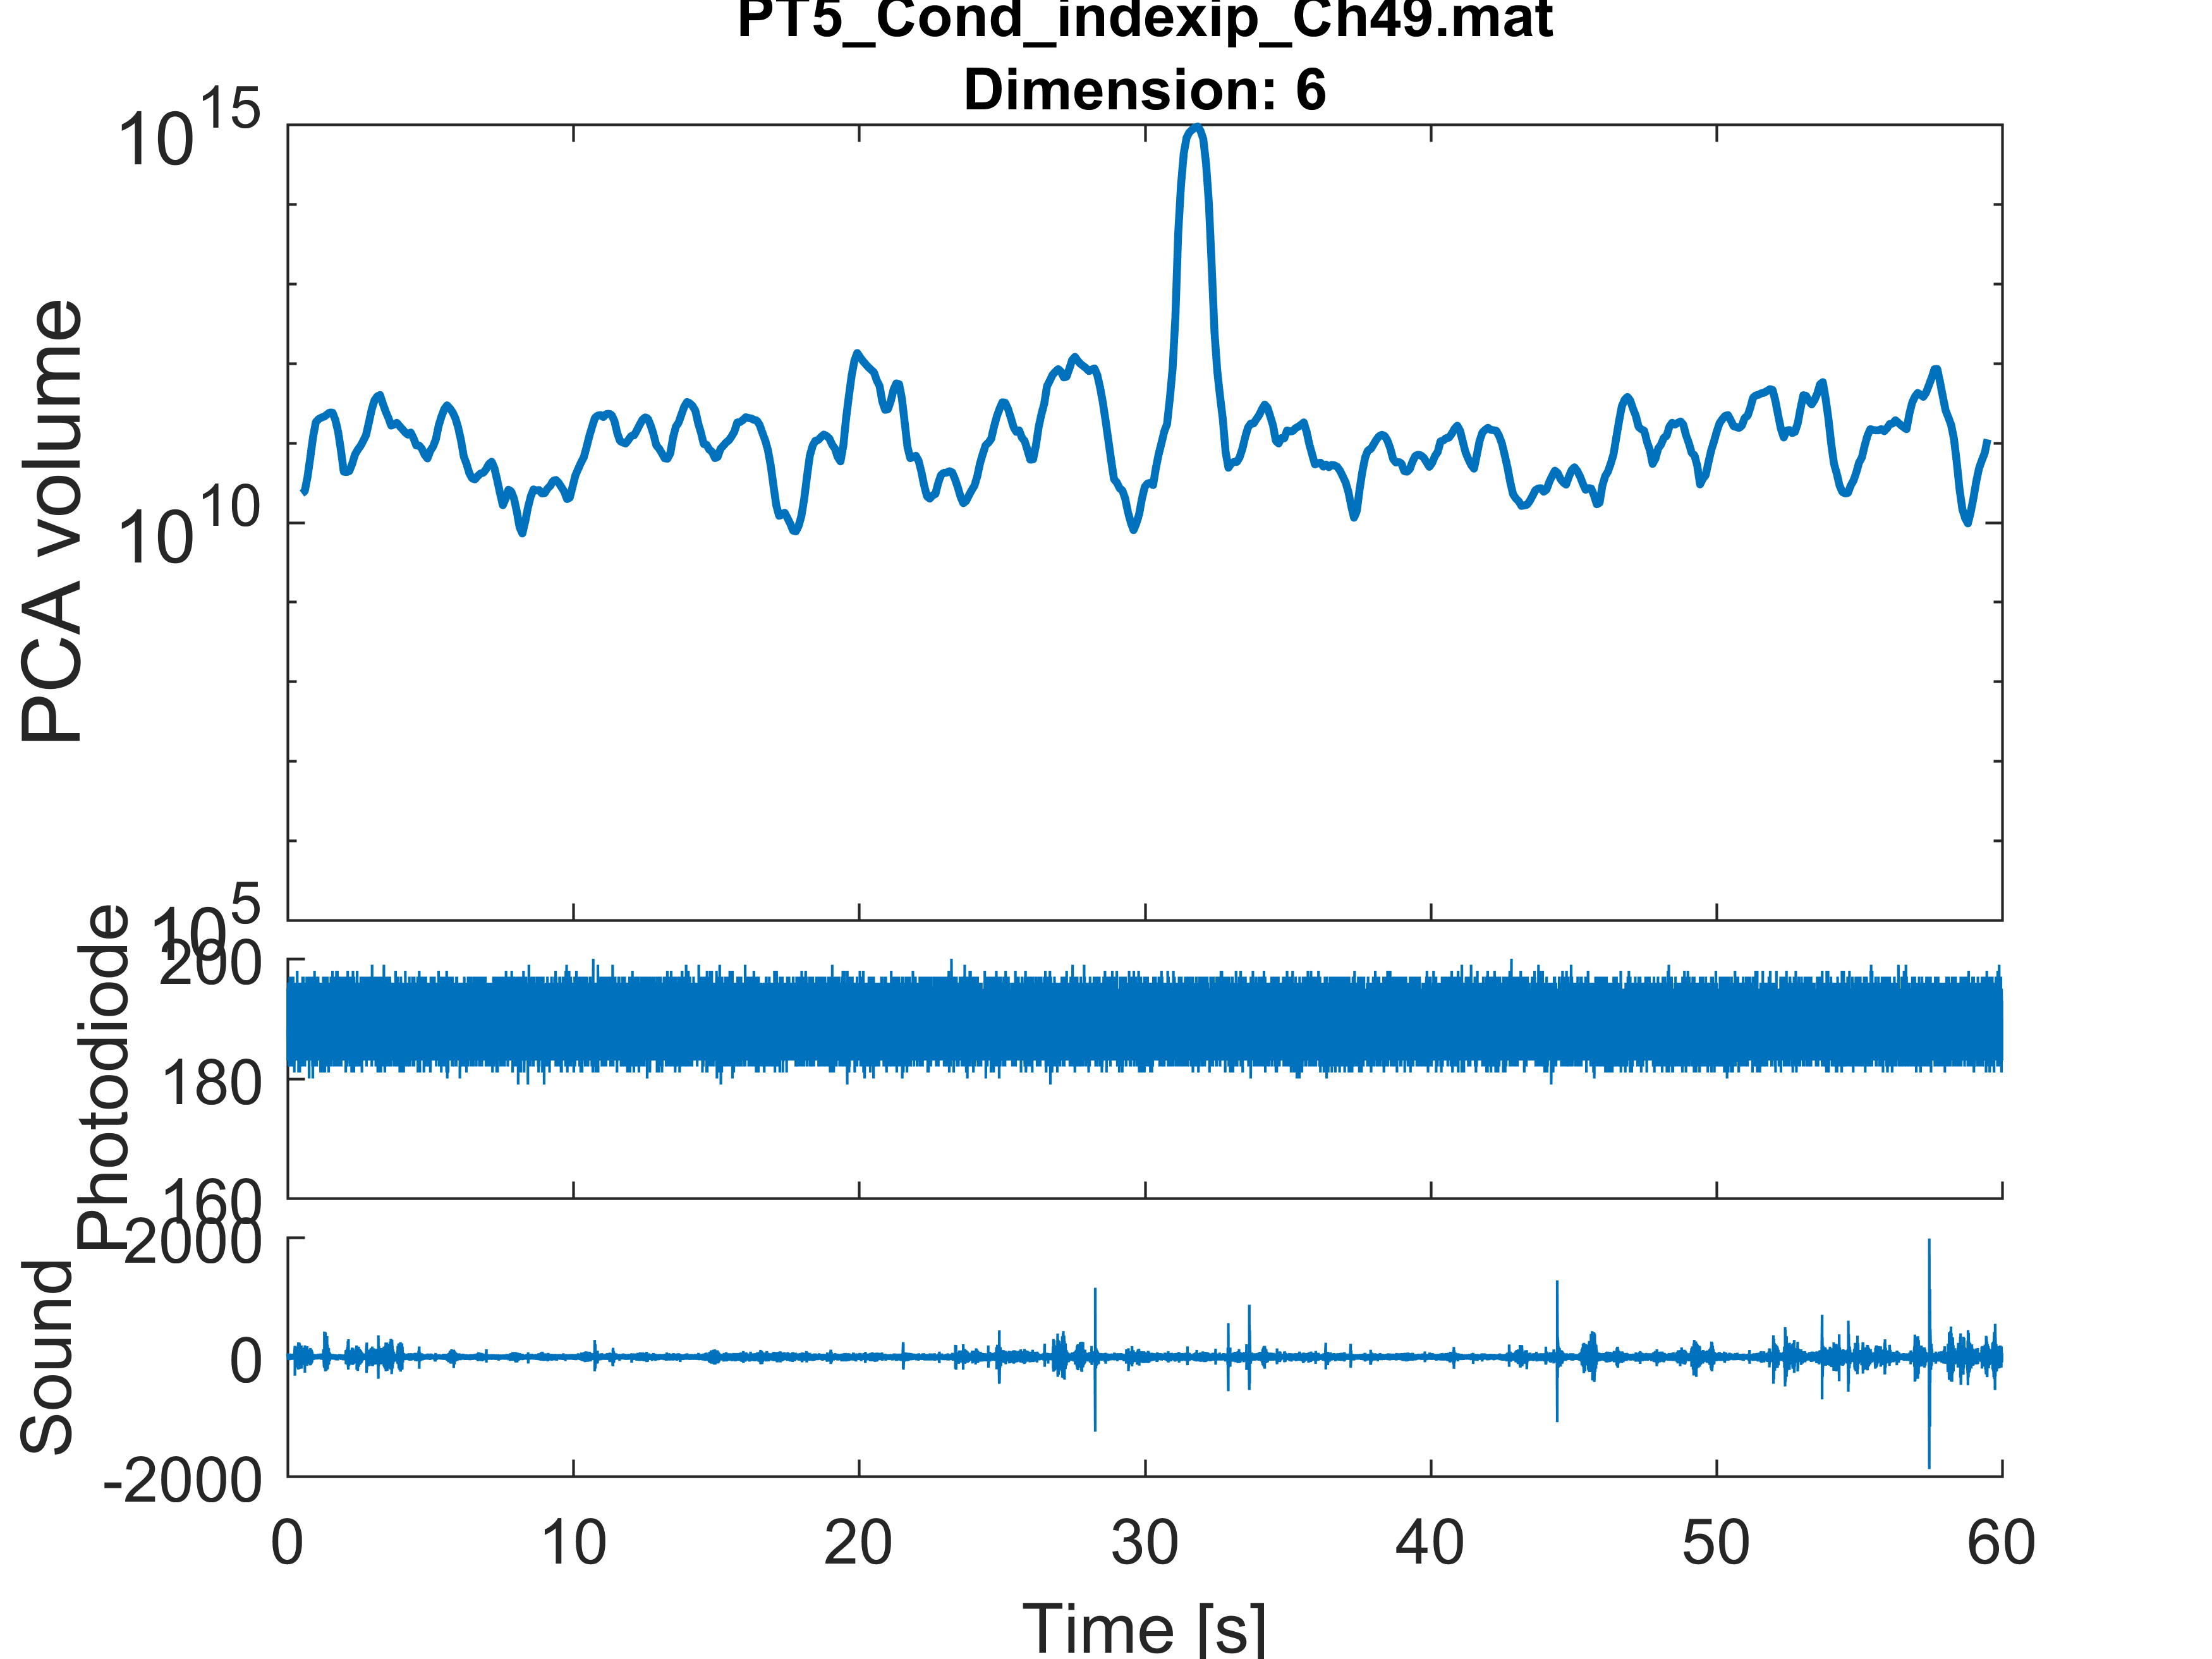 PT5_Cond_indexip_Ch49.mat
Dimension: 6
10^15
10^10
10^5
PCA volume
200
180
160
Photodiode
2000
0
-2000
Sound
0 10 20 30 40 50 60
Time [s]